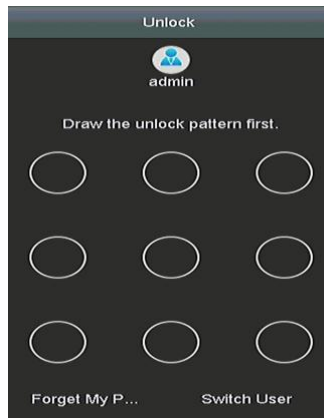 Unlock
admin
Draw the unlock pattern first.
Forget My P...
Switch User